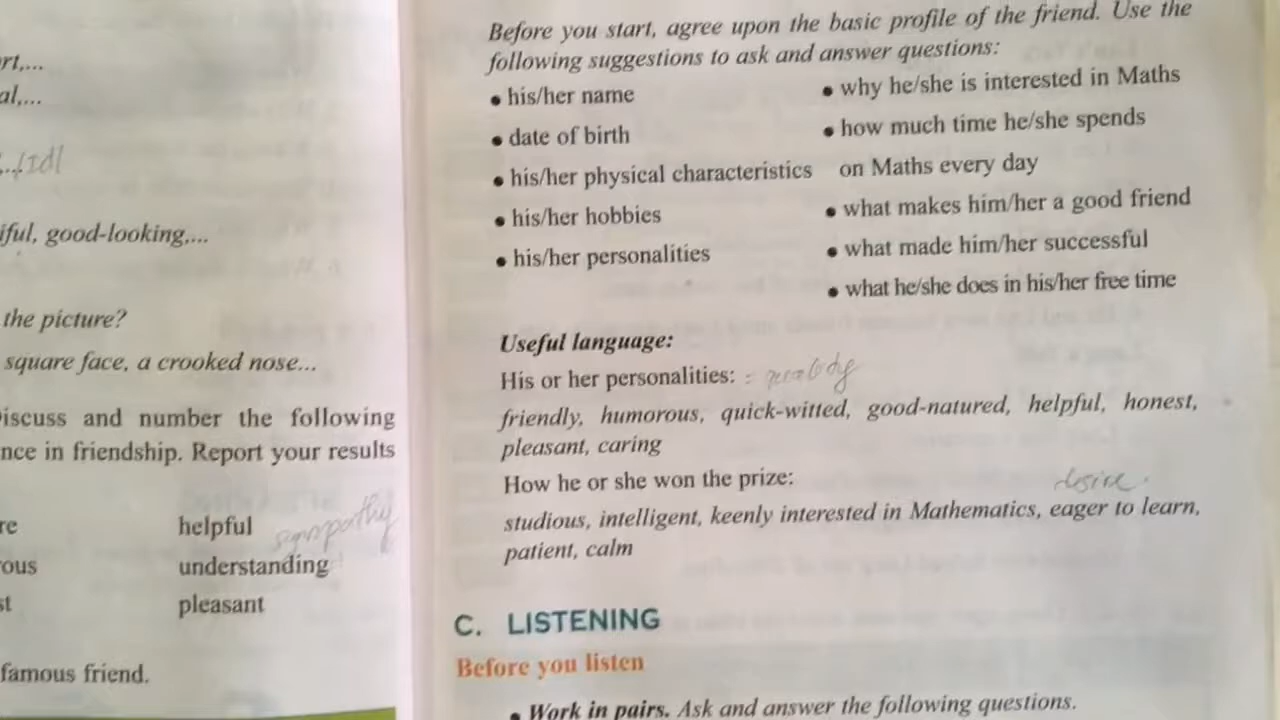 rt,...
al,...
iful, good-looking,...
the picture?
square face, a crooked nose...
iscuss and number the following
nce in friendship. Report your results
re helpful
sympathy
ous understanding
st pleasant
famous friend.
Before you start, agree upon the basic profile of the friend. Use the
following suggestions to ask and answer questions:
• his/her name
• date of birth
• his/her physical characteristics
• his/her hobbies
• his/her personalities
• why he/she is interested in Maths
• how much time he/she spends
on Maths every day
• what makes him/her a good friend
• what made him/her successful
• what he/she does in his/her free time
Useful language:
His or her personalities:
friendly, humorous, quick-witted, good-natured, helpful, honest,
pleasant, caring
How he or she won the prize:
desire
studious, intelligent, keenly interested in Mathematics, eager to learn,
patient, calm
C. LISTENING
Before you listen
• Work in pairs. Ask and answer the following questions.